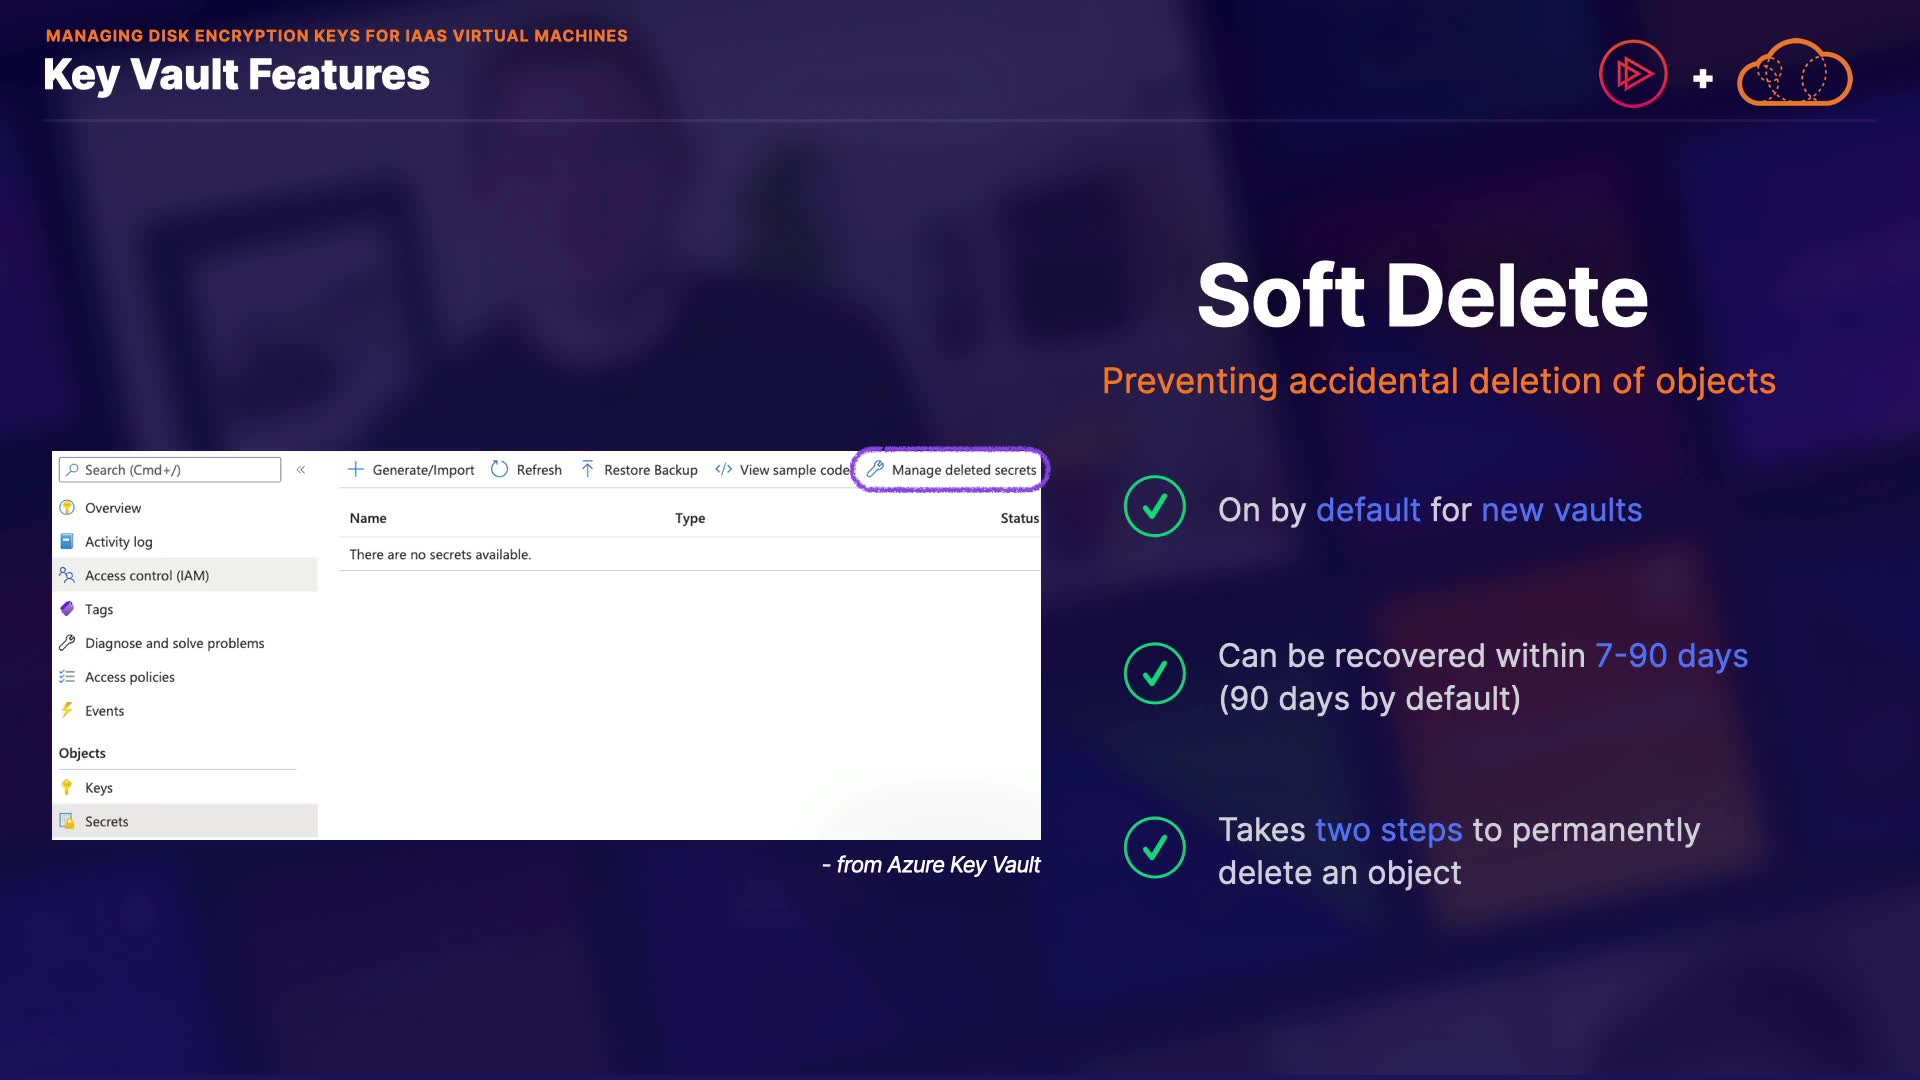 MANAGING DISK ENCRYPTION KEYS FOR IAAS VIRTUAL MACHINES
Key Vault Features
+
Soft Delete
Preventing accidental deletion of objects
Search (Cmd+/)
«
Generate/Import
Refresh
Restore Backup
</> View sample code
Manage deleted secrets
Overview
Activity log
Access control (IAM)
Tags
Diagnose and solve problems
Access policies
Events
Objects
Keys
Secrets
Name Type Status
There are no secrets available.
- from Azure Key Vault
On by default for new vaults
Can be recovered within 7-90 days
(90 days by default)
Takes two steps to permanently
delete an object